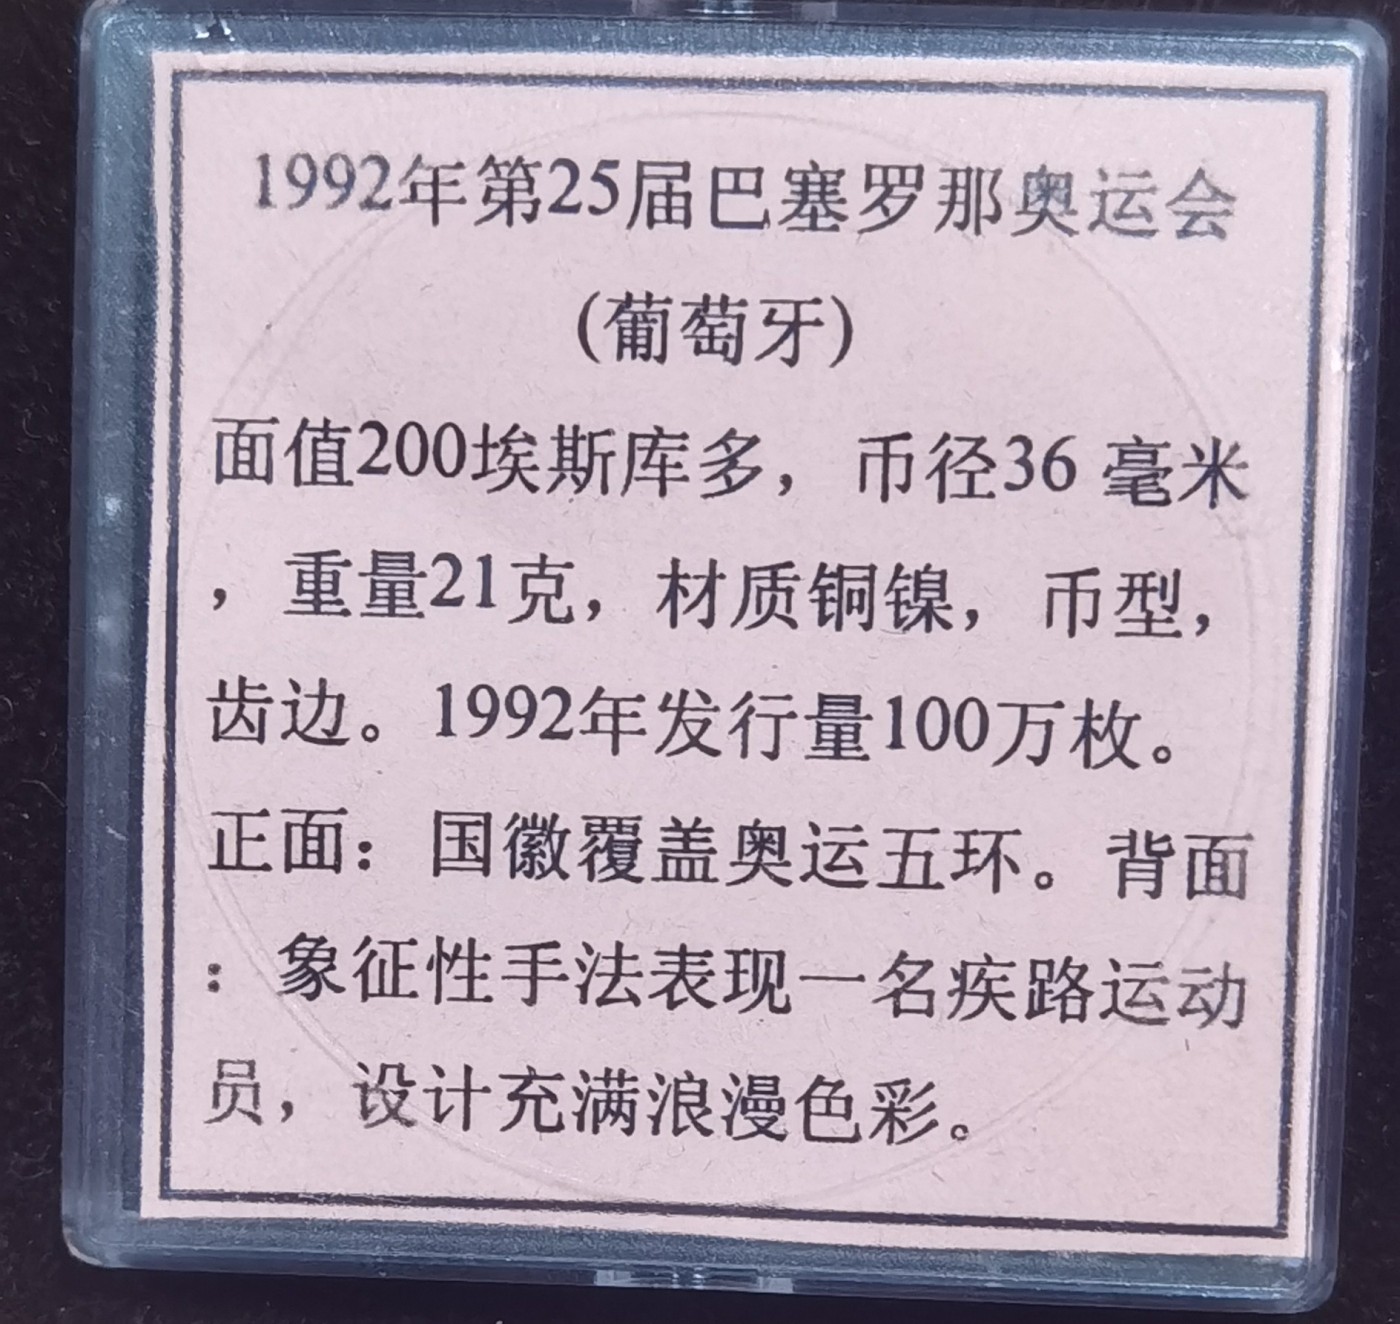 1992年第25届巴塞罗那奥运会
(葡萄牙)
面值200埃斯库多，币径36 毫米
，重量21克，材质铜镍，币型，
齿边。1992年发行量100万枚。
正面：国徽覆盖奥运五环。背面
：象征性手法表现一名疾路运动
员，设计充满浪漫色彩。